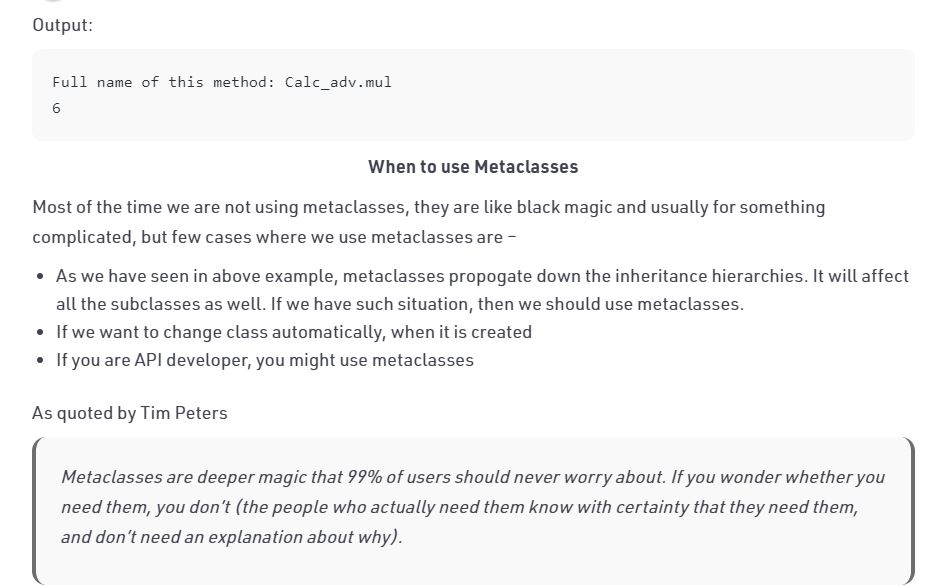 Output:
Full name of this method: Calc_adv.mul
6
When to use Metaclasses
Most of the time we are not using metaclasses, they are like black magic and usually for something
complicated, but few cases where we use metaclasses are –
• As we have seen in above example, metaclasses propogate down the inheritance hierarchies. It will affect
all the subclasses as well. If we have such situation, then we should use metaclasses.
• If we want to change class automatically, when it is created
• If you are API developer, you might use metaclasses
As quoted by Tim Peters
Metaclasses are deeper magic that 99% of users should never worry about. If you wonder whether you
need them, you don’t (the people who actually need them know with certainty that they need them,
and don’t need an explanation about why).